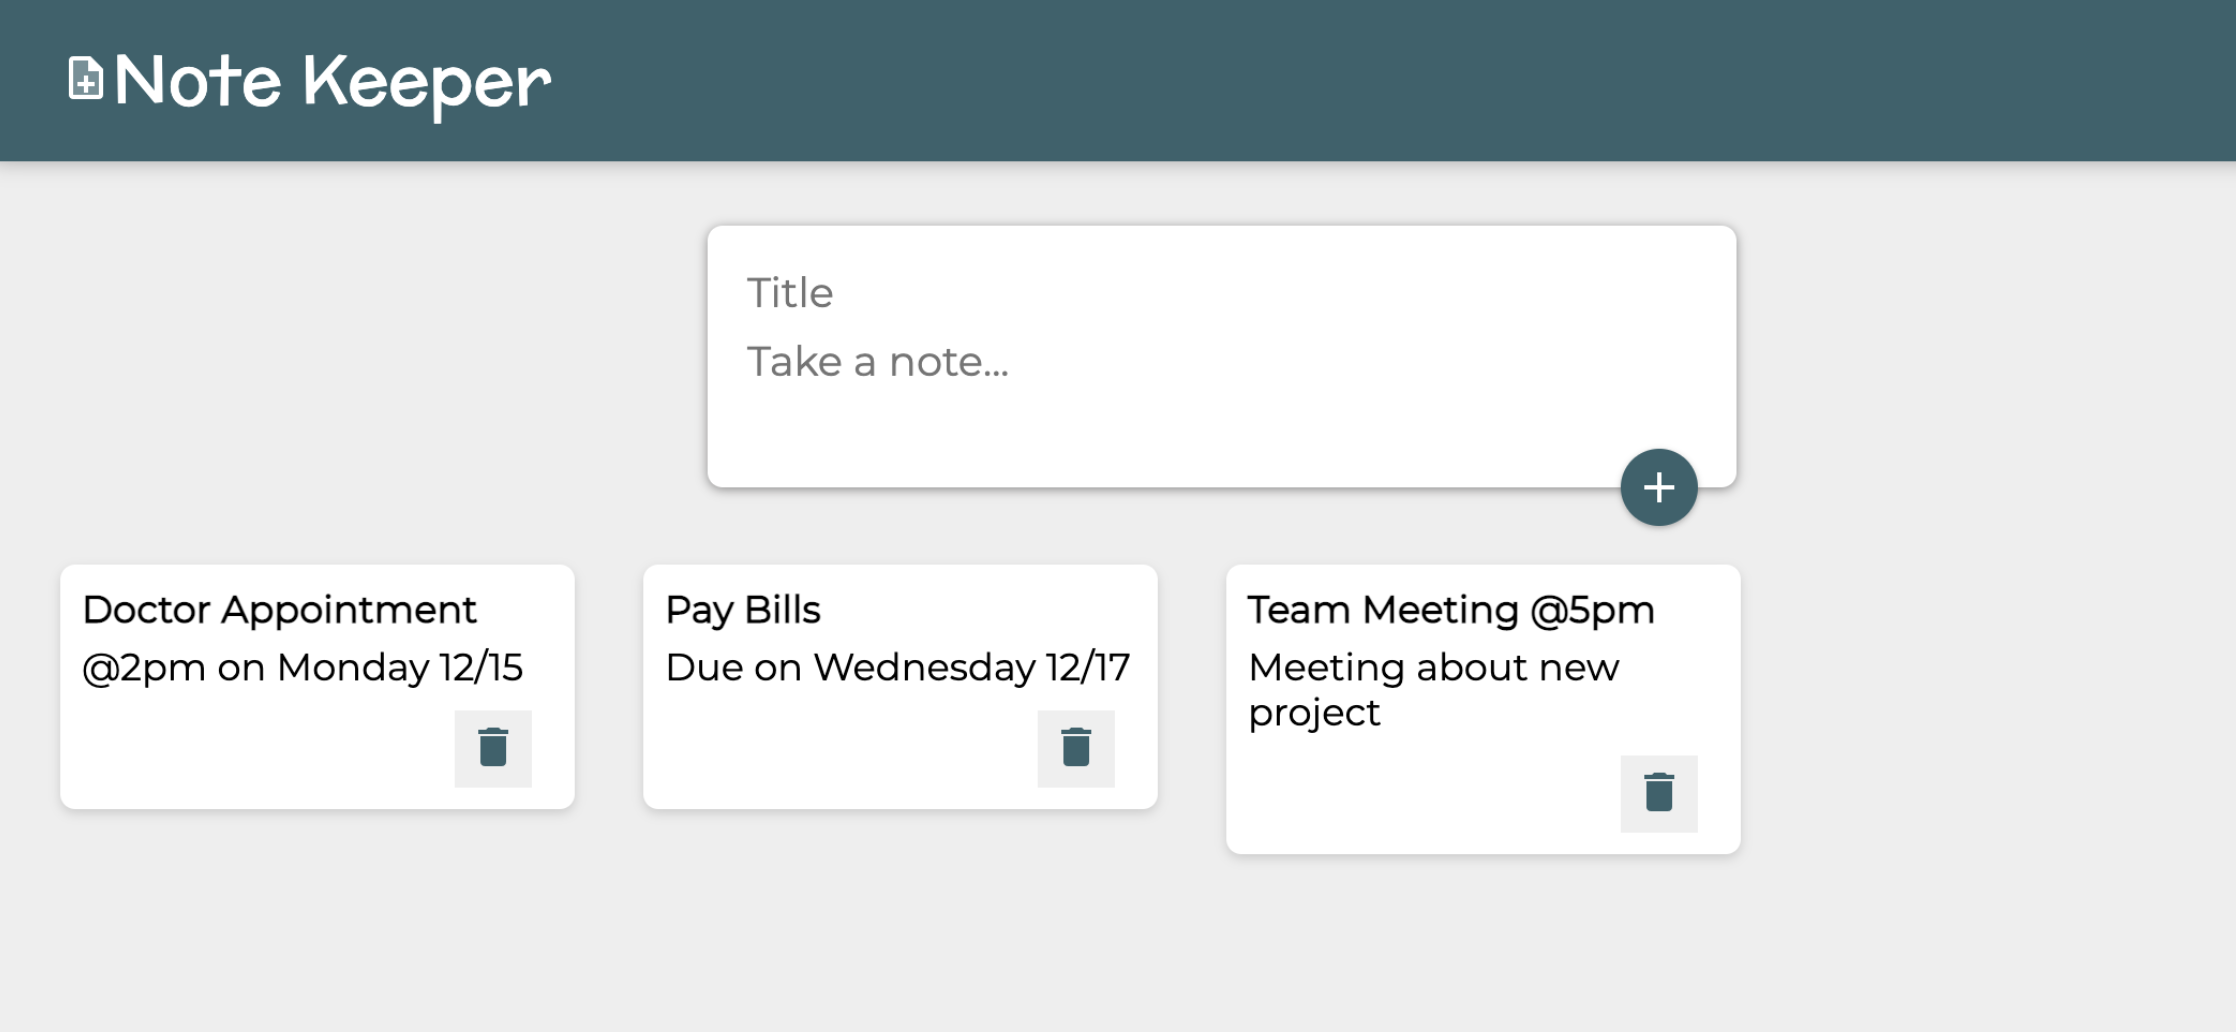 Note Keeper
Title
Take a note...
Doctor Appointment
@2pm on Monday 12/15
Pay Bills
Due on Wednesday 12/17
Team Meeting @5pm
Meeting about new
project